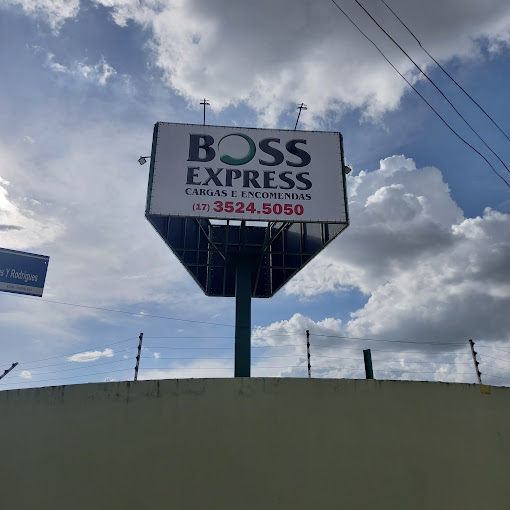 BOSS
EXPRESS
CARGAS E ENCOMENDAS
(17) 3524.5050
Y Rodrigues